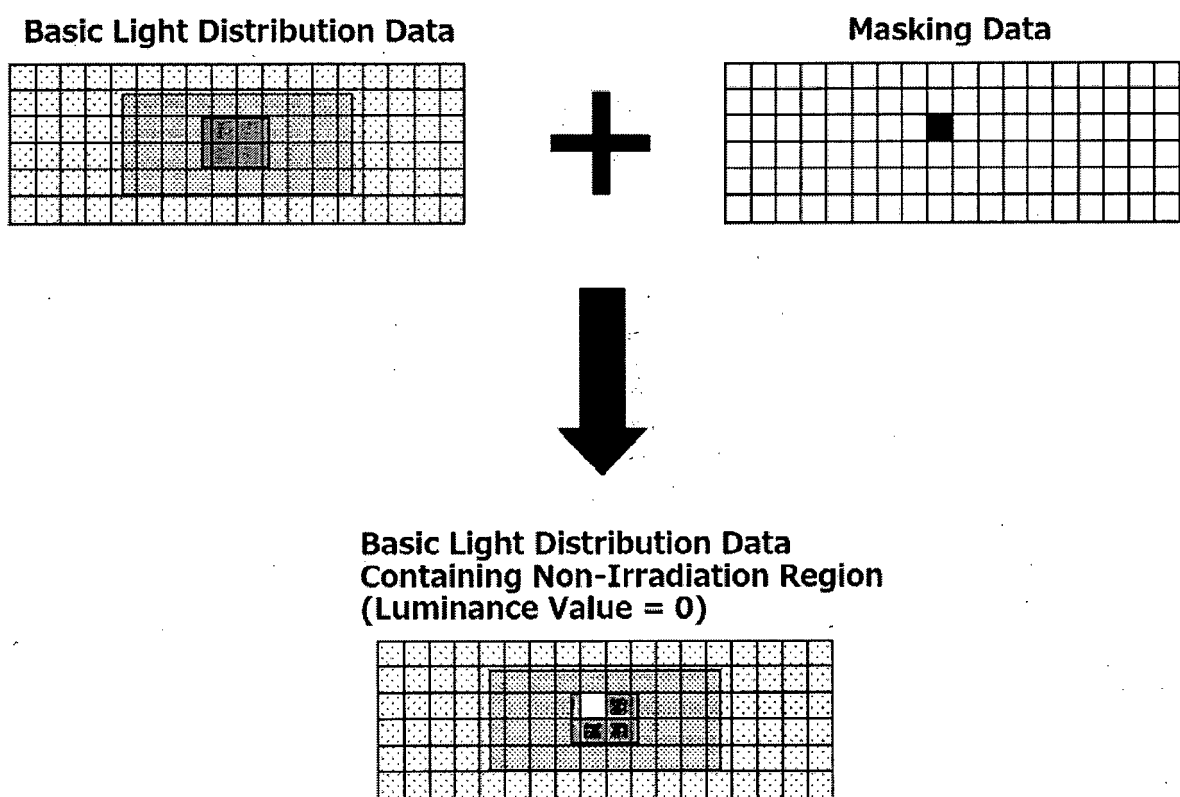 Basic Light Distribution Data
Masking Data
Basic Light Distribution Data
Containing Non-Irradiation Region
(Luminance Value = 0)